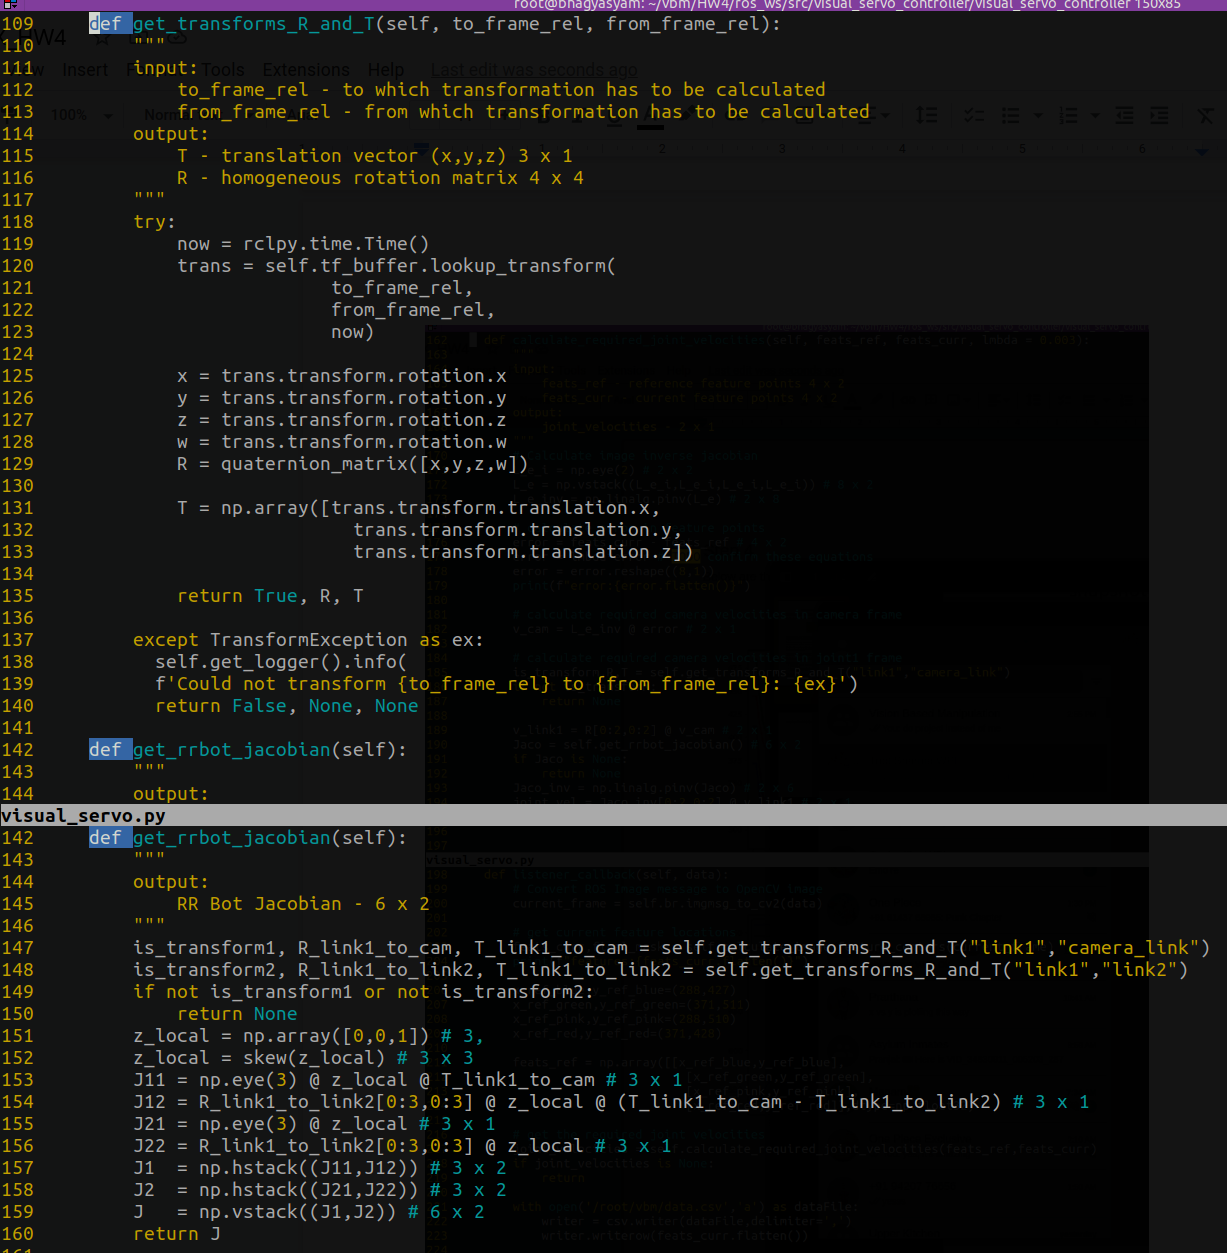 root@bhagyasyam: ~/vbm/HW4/ros_ws/src/visual_servo_controller/visual_servo_controller 150x85
109     def get_transforms_R_and_T(self, to_frame_rel, from_frame_rel):
110         """
111         input:
112             to_frame_rel - to which transformation has to be calculated
113             from_frame_rel - from which transformation has to be calculated
114         output:
115             T - translation vector (x,y,z) 3 x 1
116             R - homogeneous rotation matrix 4 x 4
117         """
118         try:
119             now = rclpy.time.Time()
120             trans = self.tf_buffer.lookup_transform(
121                           to_frame_rel,
122                           from_frame_rel,
123                           now)
124
125             x = trans.transform.rotation.x
126             y = trans.transform.rotation.y
127             z = trans.transform.rotation.z
128             w = trans.transform.rotation.w
129             R = quaternion_matrix([x,y,z,w])
130
131             T = np.array([trans.transform.translation.x,
132                             trans.transform.translation.y,
133                             trans.transform.translation.z])
134
135             return True, R, T
136
137         except TransformException as ex:
138           self.get_logger().info(
139           f'Could not transform {to_frame_rel} to {from_frame_rel}: {ex}')
140           return False, None, None
141
142     def get_rrbot_jacobian(self):
143         """
144         output:
visual_servo.py
142     def get_rrbot_jacobian(self):
143         """
144         output:
145             RR Bot Jacobian - 6 x 2
146         """
147         is_transform1, R_link1_to_cam, T_link1_to_cam = self.get_transforms_R_and_T("link1","camera_link")
148         is_transform2, R_link1_to_link2, T_link1_to_link2 = self.get_transforms_R_and_T("link1","link2")
149         if not is_transform1 or not is_transform2:
150             return None
151         z_local = np.array([0,0,1]) # 3,
152         z_local = skew(z_local) # 3 x 3
153         J11 = np.eye(3) @ z_local @ T_link1_to_cam # 3 x 1
154         J12 = R_link1_to_link2[0:3,0:3] @ z_local @ (T_link1_to_cam - T_link1_to_link2) # 3 x 1
155         J21 = np.eye(3) @ z_local # 3 x 1
156         J22 = R_link1_to_link2[0:3,0:3] @ z_local # 3 x 1
157         J1  = np.hstack((J11,J12)) # 3 x 2
158         J2  = np.hstack((J21,J22)) # 3 x 2
159         J   = np.vstack((J1,J2)) # 6 x 2
160         return J